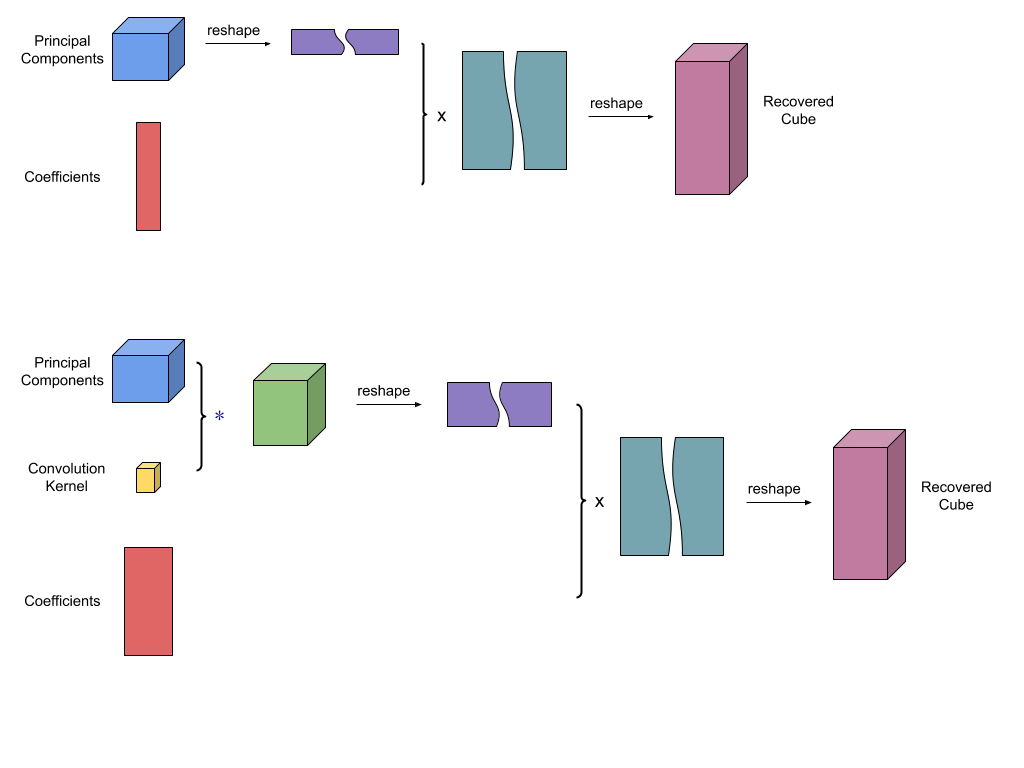 Principal
Components
reshape
x
reshape
Recovered
Cube
Coefficients
Principal
Components
*
reshape
Convolution
Kernel
x
reshape
Recovered
Cube
Coefficients